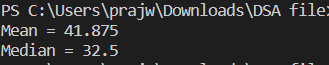 PS C:\Users\prajw\Downloads\DSA file>
Mean = 41.875
Median = 32.5